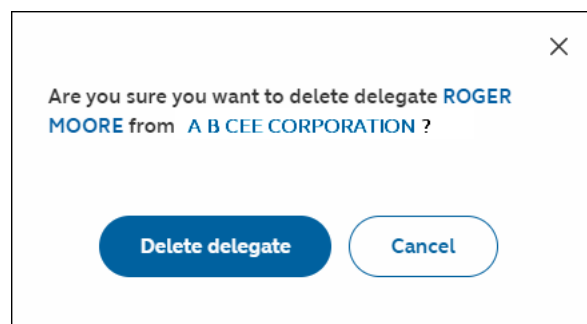 Are you sure you want to delete delegate ROGER
MOORE from A B CEE CORPORATION ?
Delete delegate Cancel